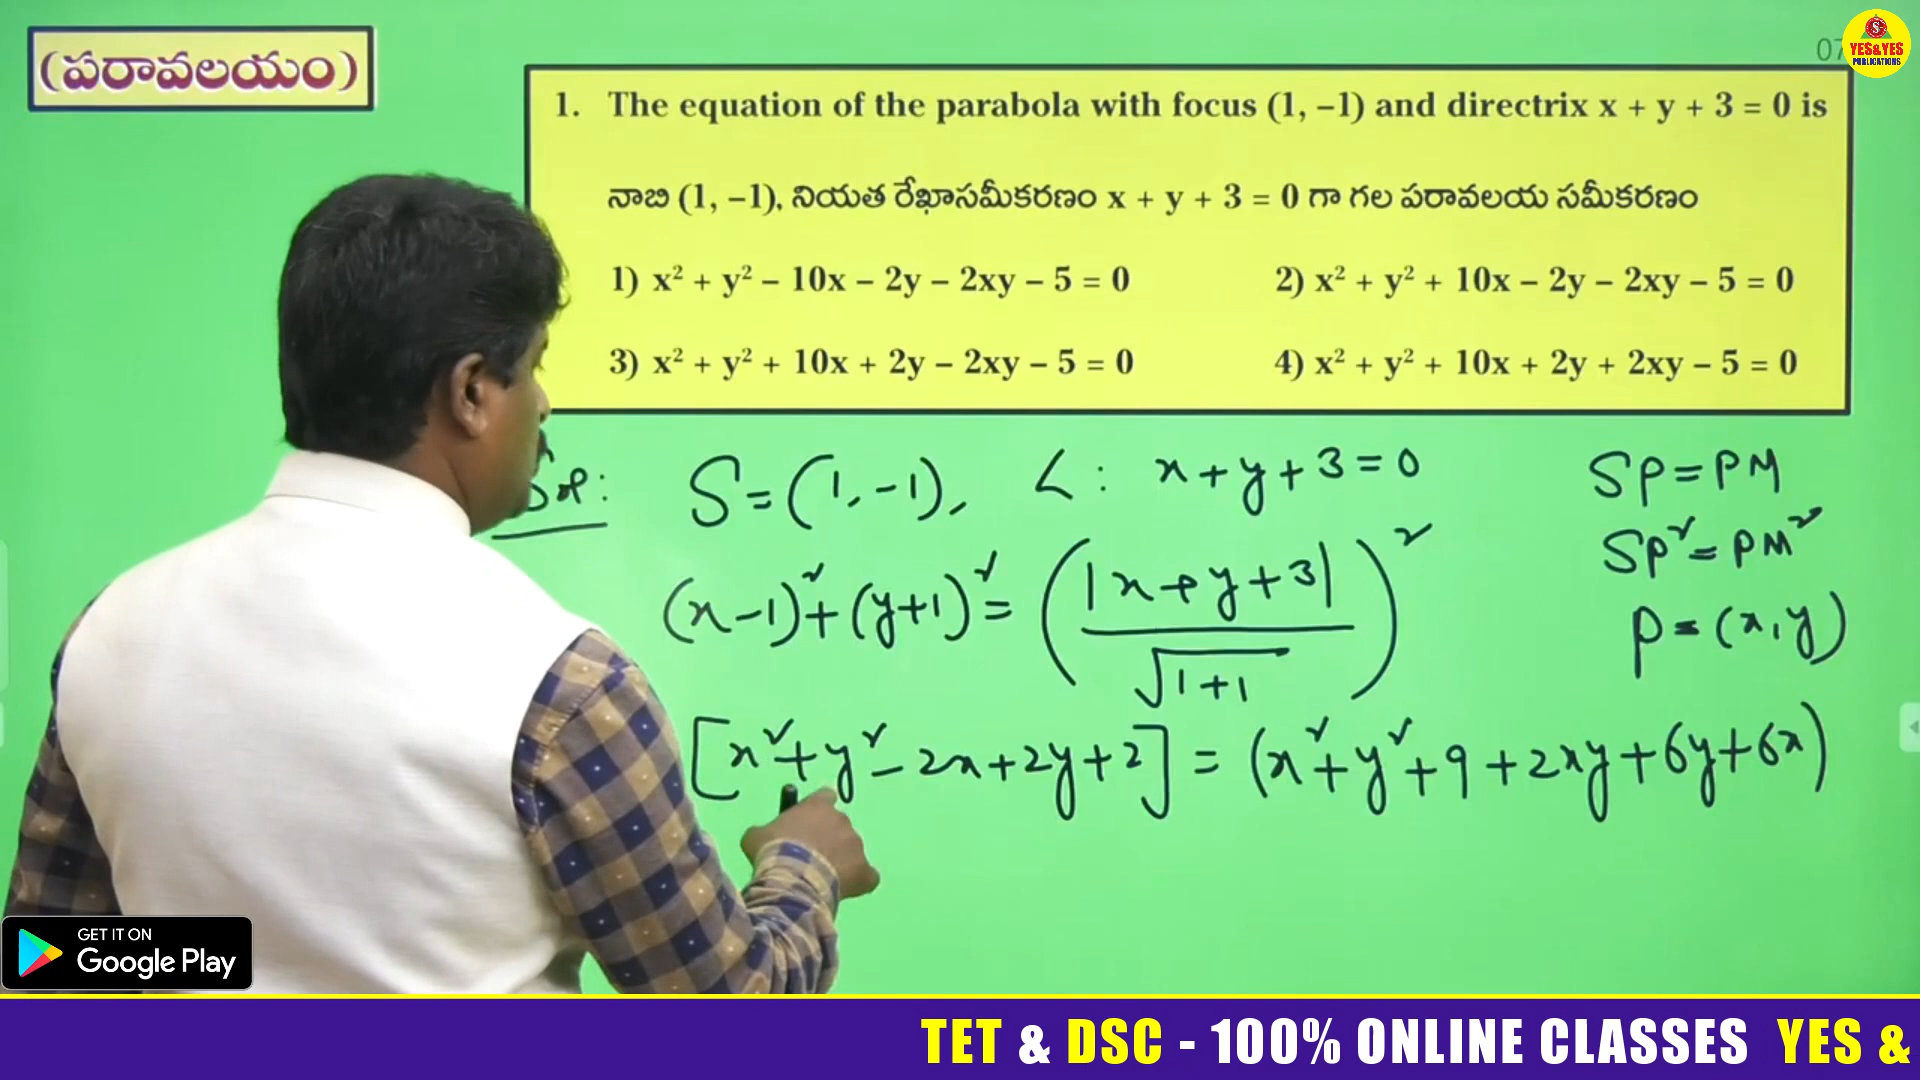 (పరావలయం)
07
YES&YES
PUBLICATIONS
1. The equation of the parabola with focus (1, −1) and directrix x + y + 3 = 0 is
నాబి (1, −1), నియత రేఖాసమీకరణం x + y + 3 = 0 గా గల పరావలయ సమీకరణం
1) x² + y² − 10x − 2y − 2xy − 5 = 0
2) x² + y² + 10x − 2y − 2xy − 5 = 0
3) x² + y² + 10x + 2y − 2xy − 5 = 0
4) x² + y² + 10x + 2y + 2xy − 5 = 0
Sol: S = (1, -1), L : x + y + 3 = 0
SP = PM
SP² = PM²
(x-1)² + (y+1)² = (|x+y+3| / √1+1)²
P = (x, y)
[x² + y² - 2x + 2y + 2] = (x² + y² + 9 + 2xy + 6y + 6x)
GET IT ON
Google Play
TET & DSC - 100% ONLINE CLASSES YES &